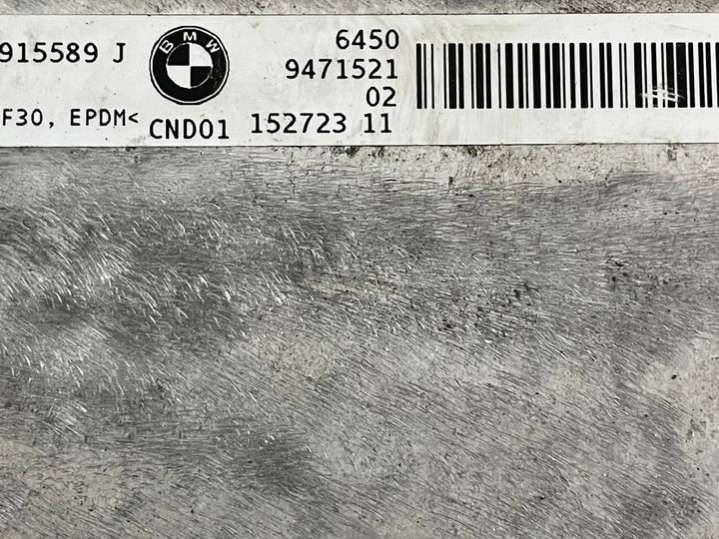 915589 J
F30, EPDM<
BMW
CND01
6450
9471521
02
152723 11